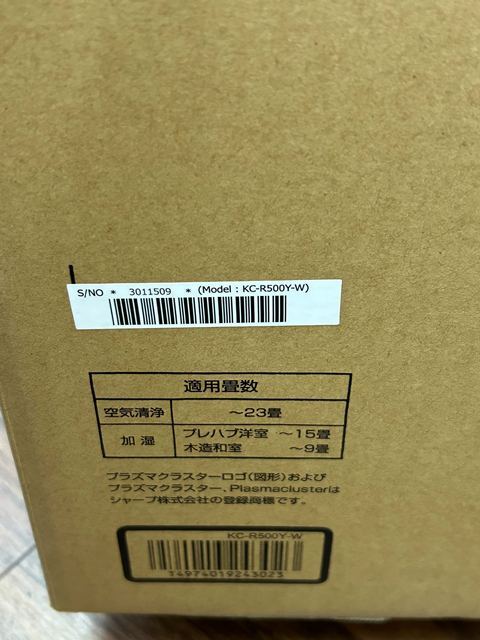 S/NO * 3011509 * (Model : KC-R500Y-W)
適用畳数
空気清浄 ～23畳
加湿 プレハブ洋室 ～15畳
木造和室 ～9畳
プラズマクラスターロゴ(図形)および
プラズマクラスター、Plasmaclusterは
シャープ株式会社の登録商標です。
KC-R500Y-W
4974019243023